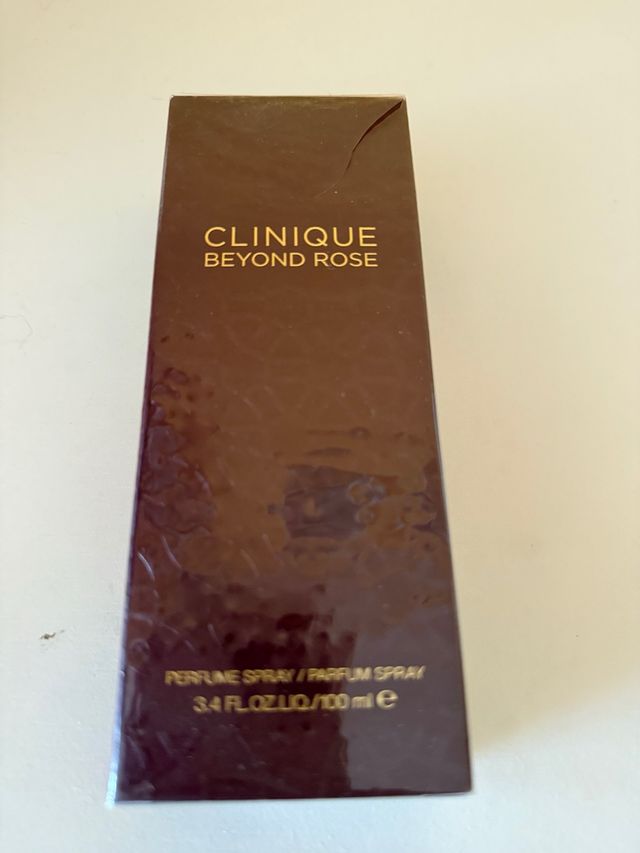 CLINIQUE
BEYOND ROSE
PERFUME SPRAY / PARFUM SPRAY
3.4 FL.OZ.LIQ./100 ml ℮